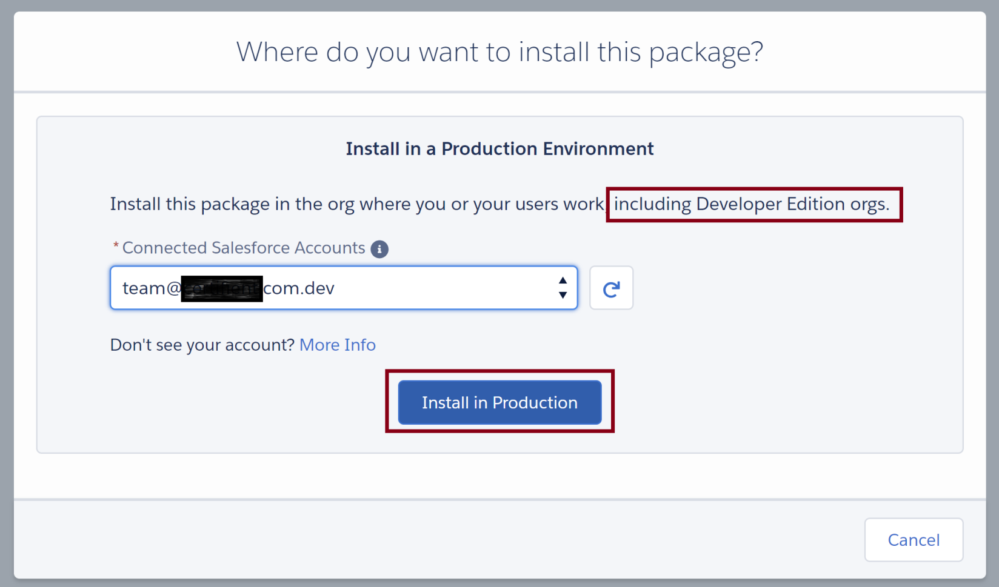 Where do you want to install this package?
Install in a Production Environment
Install this package in the org where you or your users work, including Developer Edition orgs.
* Connected Salesforce Accounts
team@ com.dev
Don't see your account? More Info
Install in Production
Cancel